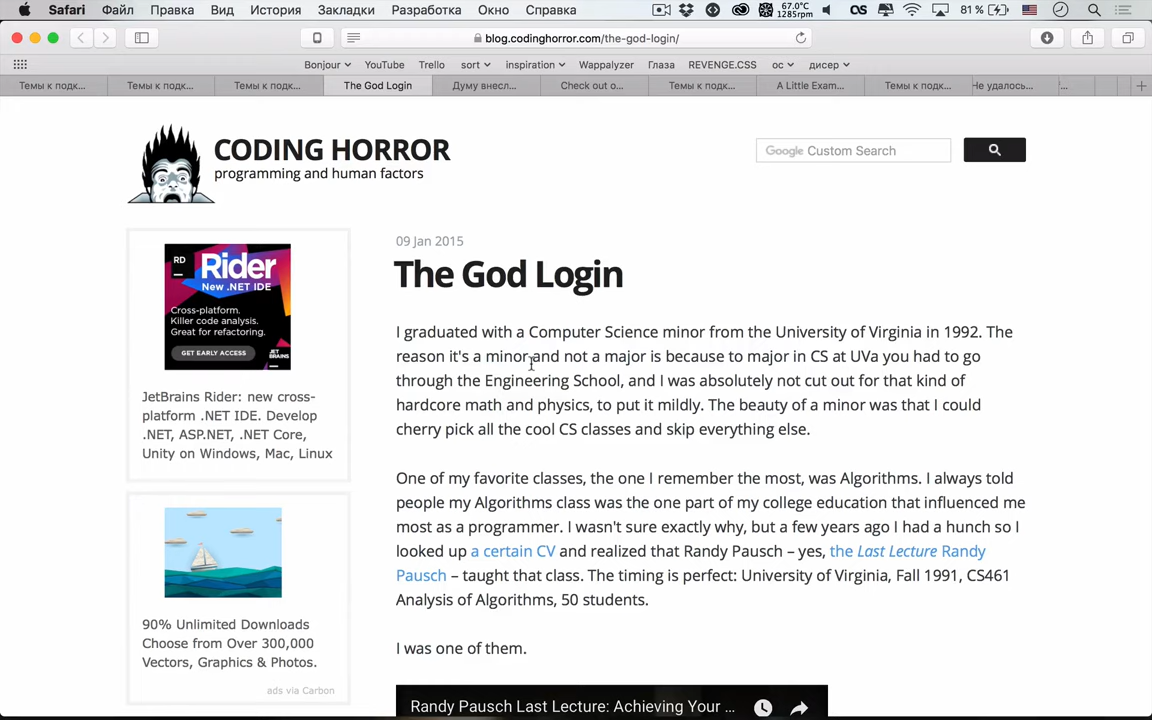 Safari Файл Правка Вид История Закладки Разработка Окно Справка 67.0°C 1285rpm OS 81 %
blog.codinghorror.com/the-god-login/
Bonjour YouTube Trello sort inspiration Wappalyzer Глаза REVENGE.CSS ос дисер
Темы к подк... Темы к подк... Темы к подк... The God Login Думу внесл... Check out o... Темы к подк... A Little Exam... Темы к подк... Не удалось... ...
CODING HORROR
programming and human factors
Google Custom Search
RD
Rider
New .NET IDE
Cross-platform.
Killer code analysis.
Great for refactoring.
GET EARLY ACCESS
JET
BRAINS
JetBrains Rider: new cross-
platform .NET IDE. Develop
.NET, ASP.NET, .NET Core,
Unity on Windows, Mac, Linux
90% Unlimited Downloads
Choose from Over 300,000
Vectors, Graphics & Photos.
ads via Carbon
09 Jan 2015
The God Login
I graduated with a Computer Science minor from the University of Virginia in 1992. The
reason it's a minor and not a major is because to major in CS at UVa you had to go
through the Engineering School, and I was absolutely not cut out for that kind of
hardcore math and physics, to put it mildly. The beauty of a minor was that I could
cherry pick all the cool CS classes and skip everything else.
One of my favorite classes, the one I remember the most, was Algorithms. I always told
people my Algorithms class was the one part of my college education that influenced me
most as a programmer. I wasn't sure exactly why, but a few years ago I had a hunch so I
looked up a certain CV and realized that Randy Pausch – yes, the Last Lecture Randy
Pausch – taught that class. The timing is perfect: University of Virginia, Fall 1991, CS461
Analysis of Algorithms, 50 students.
I was one of them.
Randy Pausch Last Lecture: Achieving Your ...